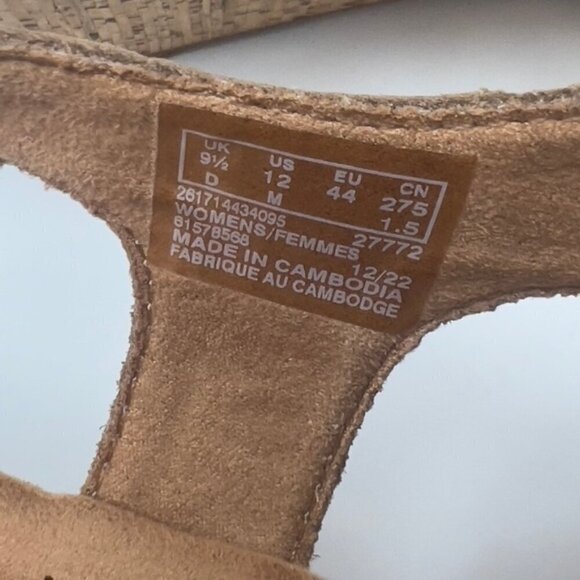 UK US EU CN
9½ 12 44 275
D M 1.5
261714434095
WOMENS/FEMMES 27772
61578568 12/22
MADE IN CAMBODIA
FABRIQUE AU CAMBODGE